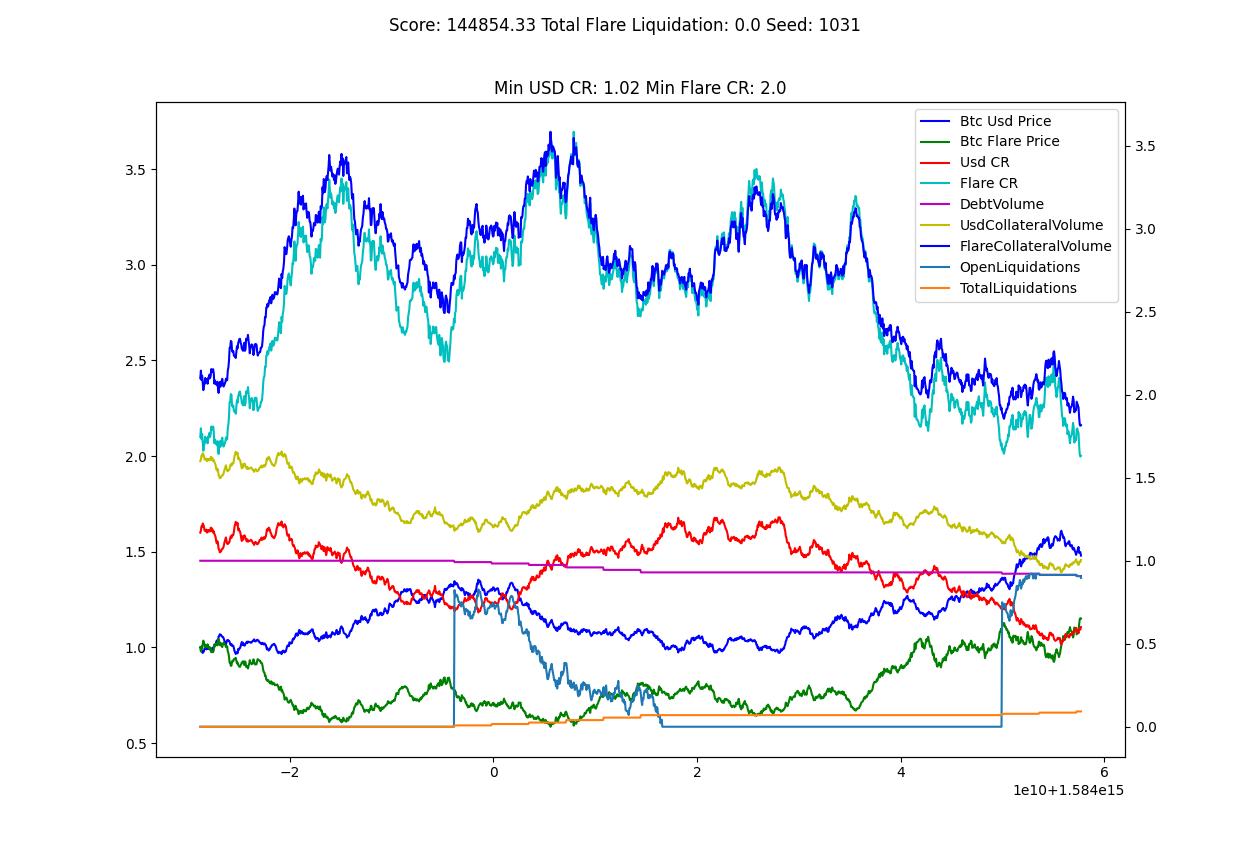 Score: 144854.33 Total Flare Liquidation: 0.0 Seed: 1031
Min USD CR: 1.02 Min Flare CR: 2.0
Btc Usd Price
Btc Flare Price
Usd CR
Flare CR
DebtVolume
UsdCollateralVolume
FlareCollateralVolume
OpenLiquidations
TotalLiquidations
3.5
3.0
2.5
2.0
1.5
1.0
0.5
3.5
3.0
2.5
2.0
1.5
1.0
0.5
0.0
−2 0 2 4 6
1e10+1.584e15